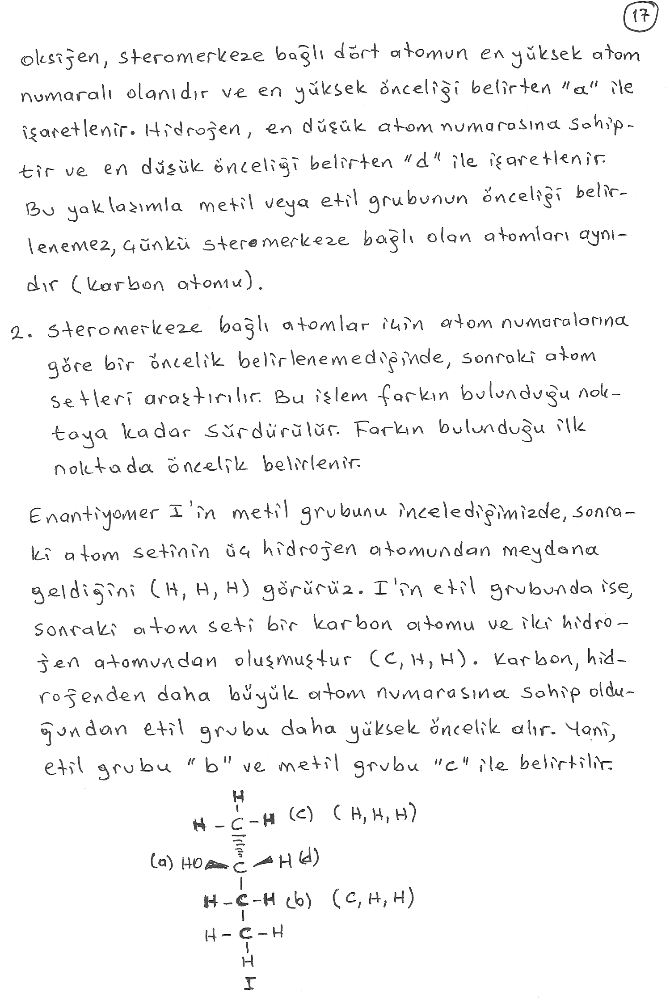 17
oksijen, steromerkeze bağlı dört atomun en yüksek atom
numaralı olanıdır ve en yüksek önceliği belirten "a" ile
işaretlenir. Hidrojen, en düşük atom numarasına sahip-
tir ve en düşük önceliği belirten "d" ile işaretlenir.
Bu yaklaşımla metil veya etil grubunun önceliği belir-
lenemez, çünkü steromerkeze bağlı olan atomları aynı-
dır (karbon atomu).
2. steromerkeze bağlı atomlar için atom numaralarına
göre bir öncelik belirlenemediğinde, sonraki atom
setleri araştırılır. Bu işlem farkın bulunduğu nok-
taya kadar sürdürülür. Farkın bulunduğu ilk
noktada öncelik belirlenir.
Enantiyomer I'in metil grubunu incelediğimizde, sonra-
ki atom setinin üç hidrojen atomundan meydana
geldiğini (H, H, H) görürüz. I'in etil grubunda ise,
sonraki atom seti bir karbon atomu ve iki hidro-
jen atomundan oluşmuştur (C, H, H). Karbon, hid-
rojenden daha büyük atom numarasına sahip oldu-
ğundan etil grubu daha yüksek öncelik alır. Yani,
etil grubu "b" ve metil grubu "c" ile belirtilir.
H
H - C - H (c) (H, H, H)
(a) HO C H (d)
H - C - H (b) (C, H, H)
H - C - H
H
I